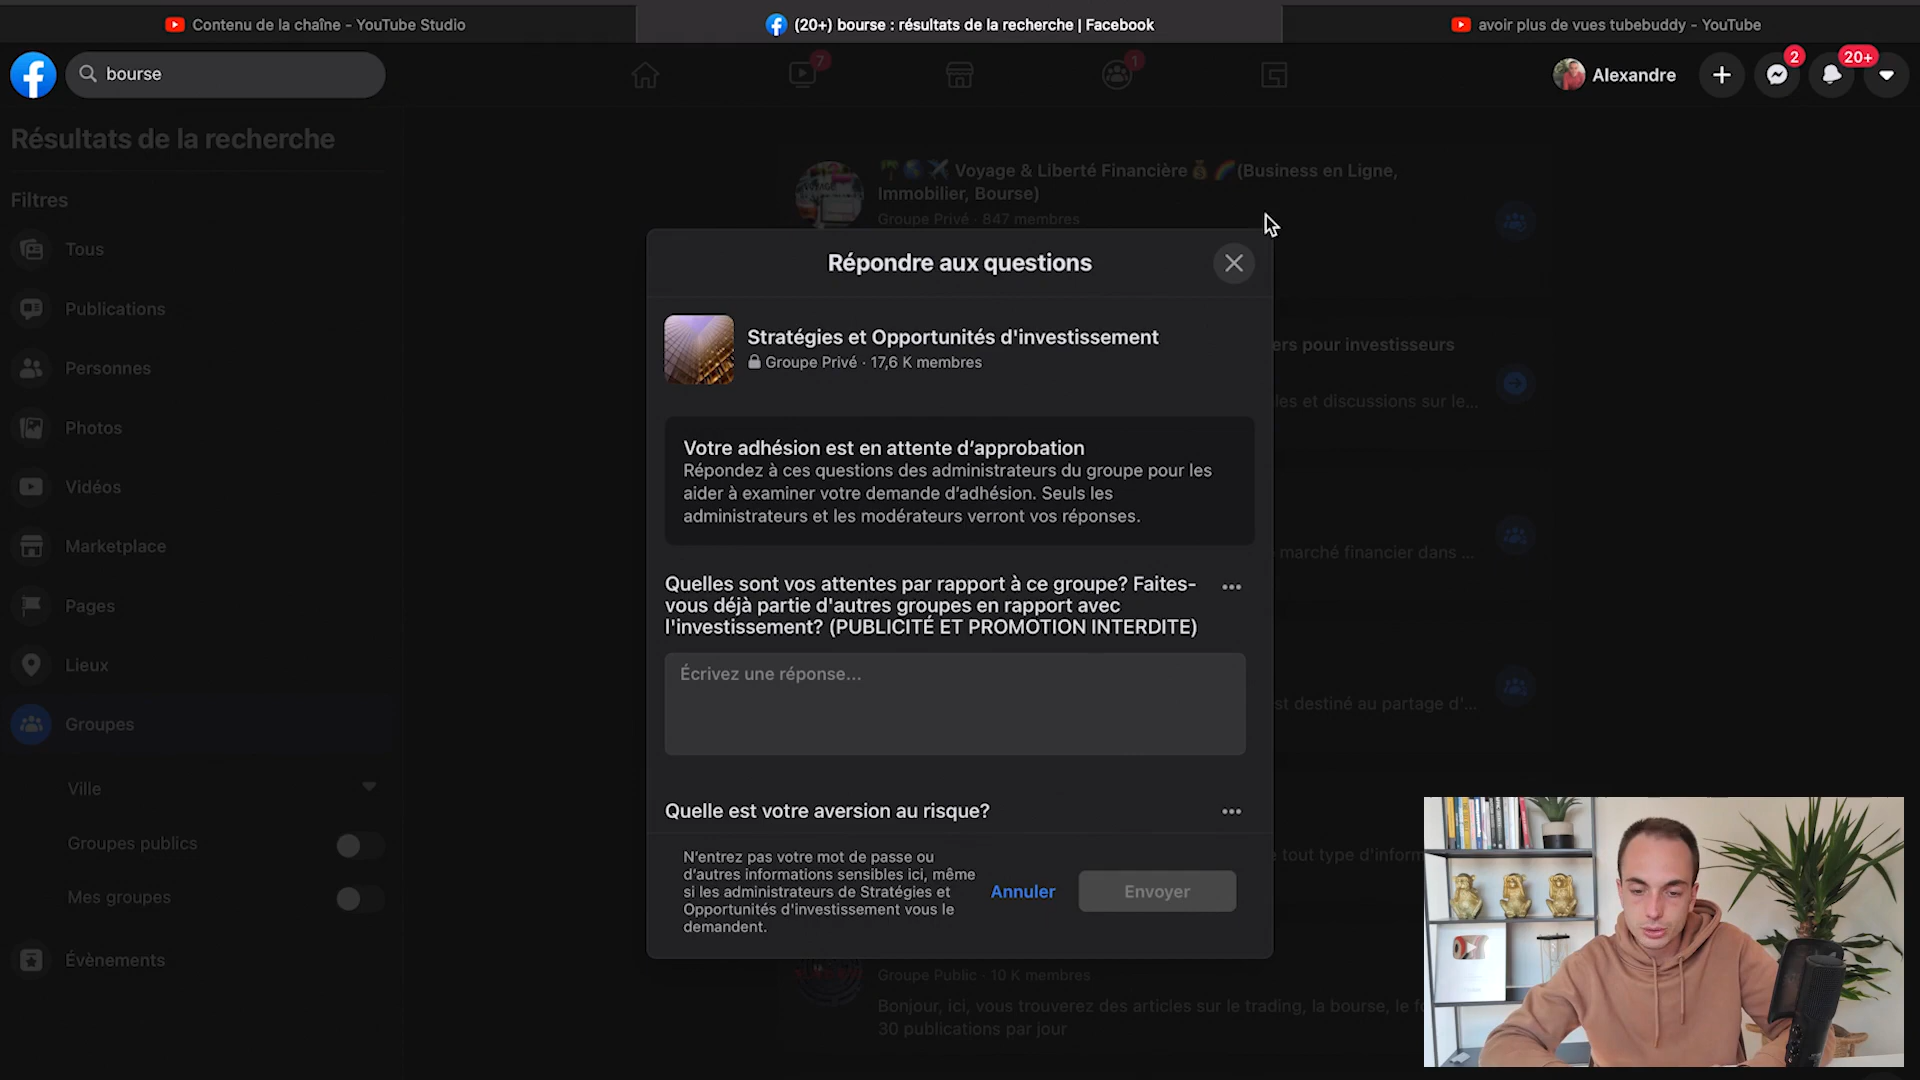 Contenu de la chaîne - YouTube Studio
(20+) bourse : résultats de la recherche | Facebook
avoir plus de vues tubebuddy - YouTube
bourse
7
1
Alexandre
2
20+
Résultats de la recherche
Filtres
Tous
Publications
Personnes
Photos
Vidéos
Marketplace
Pages
Lieux
Groupes
Ville
Groupes publics
Mes groupes
Évènements
🌴🌎✈️ Voyage & Liberté Financière💰🌈(Business en Ligne,
Immobilier, Bourse)
Groupe Privé · 847 membres
Répondre aux questions
Stratégies et Opportunités d'investissement
Groupe Privé · 17,6 K membres
Votre adhésion est en attente d’approbation
Répondez à ces questions des administrateurs du groupe pour les
aider à examiner votre demande d’adhésion. Seuls les
administrateurs et les modérateurs verront vos réponses.
Quelles sont vos attentes par rapport à ce groupe? Faites-
vous déjà partie d'autres groupes en rapport avec
l'investissement? (PUBLICITÉ ET PROMOTION INTERDITE)
Écrivez une réponse...
Quelle est votre aversion au risque?
N’entrez pas votre mot de passe ou
d’autres informations sensibles ici, même
si les administrateurs de Stratégies et
Opportunités d'investissement vous le
demandent.
Annuler
Envoyer
pour investisseurs
et discussions sur le...
marché financier dans ...
destiné au partage d'...
tout type d'inform
Groupe Public · 10 K membres
Bonjour, ici, vous trouverez des articles sur le trading, la bourse, le
30 publications par jour